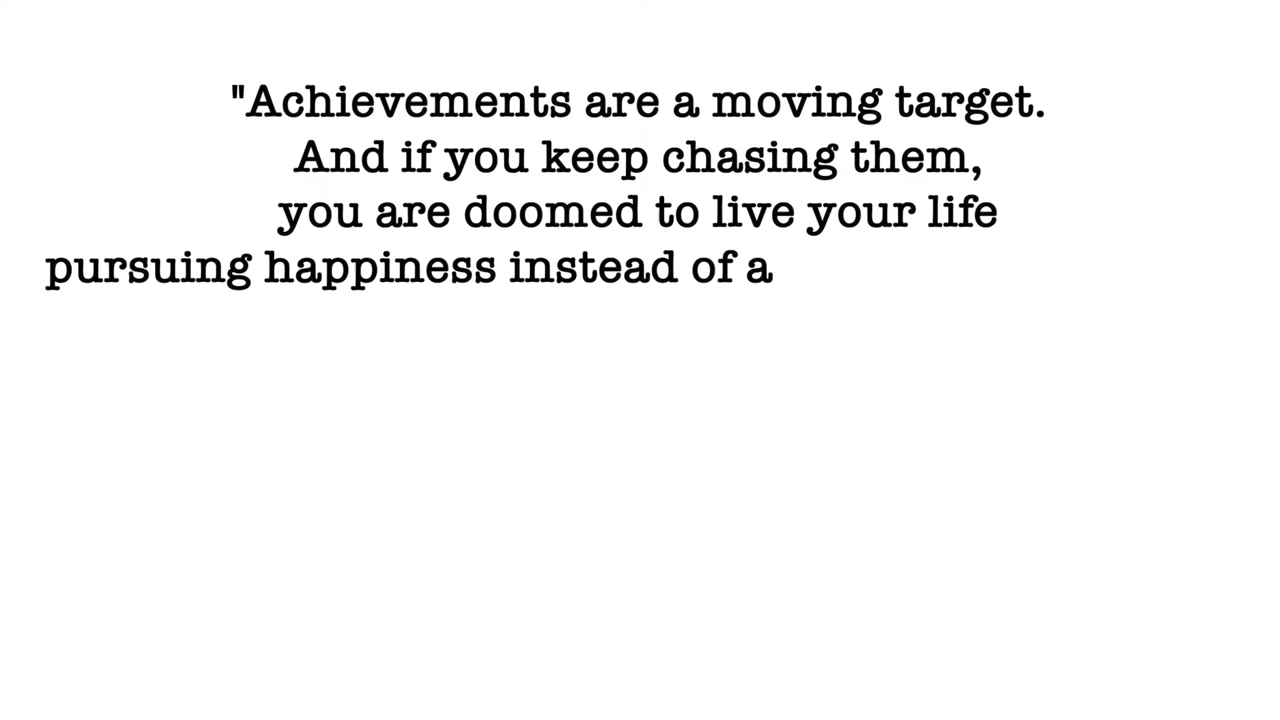 "Achievements are a moving target.
And if you keep chasing them,
you are doomed to live your life
pursuing happiness instead of a